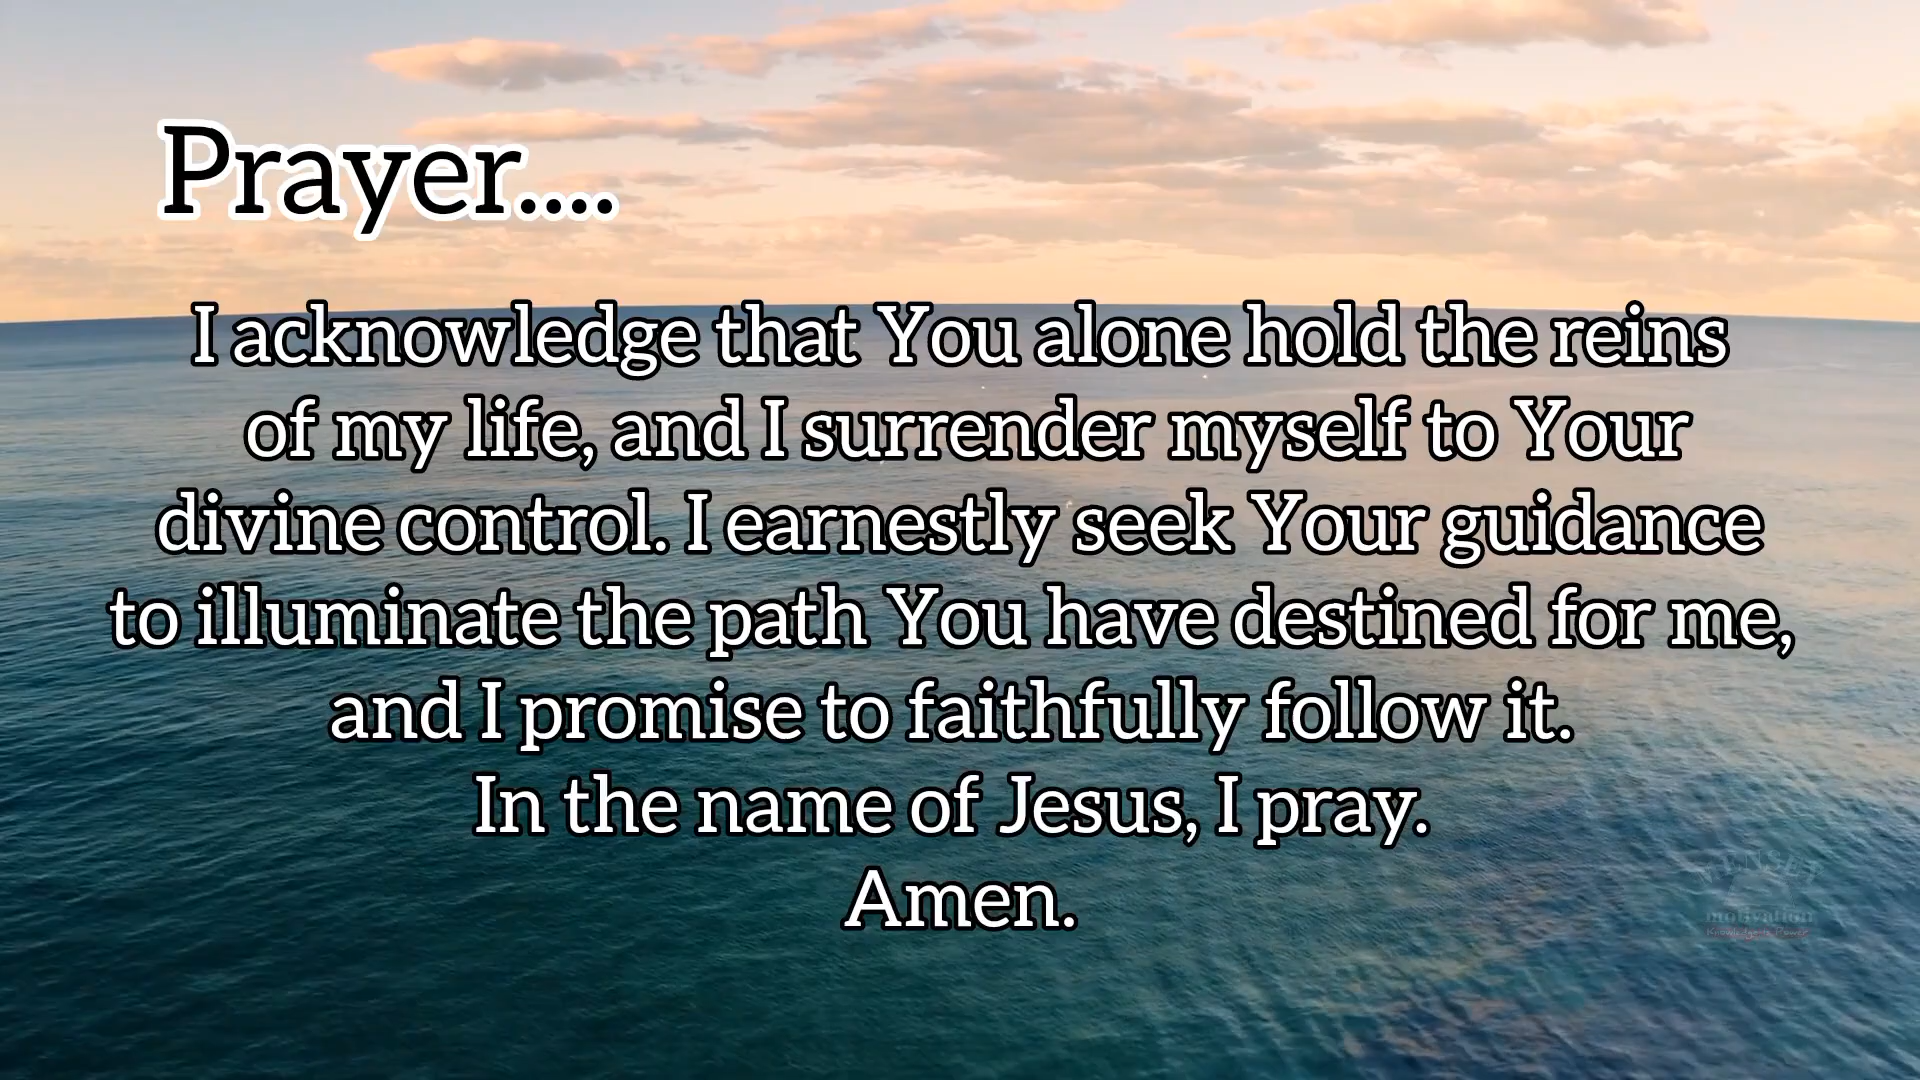 Prayer....
I acknowledge that You alone hold the reins
of my life, and I surrender myself to Your
divine control. I earnestly seek Your guidance
to illuminate the path You have destined for me,
and I promise to faithfully follow it.
In the name of Jesus, I pray.
Amen.
motivation